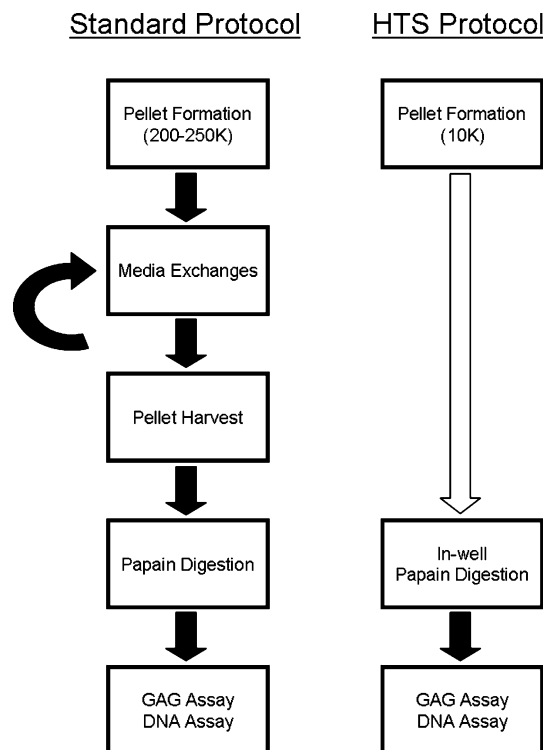 Standard Protocol
Pellet Formation
(200-250K)
Media Exchanges
Pellet Harvest
Papain Digestion
GAG Assay
DNA Assay
HTS Protocol
Pellet Formation
(10K)
In-well
Papain Digestion
GAG Assay
DNA Assay